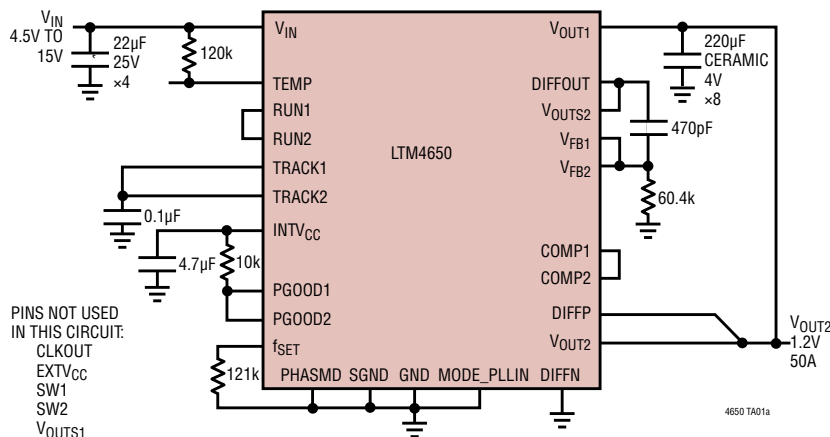 VIN
4.5V TO
15V
22µF
25V
×4
120k
VIN
TEMP
RUN1
RUN2
TRACK1
TRACK2
0.1µF
INTVCC
4.7µF
10k
PGOOD1
PGOOD2
fSET
121k
PHASMD SGND GND MODE_PLLIN DIFFN
LTM4650
VOUT1
DIFFOUT
VOUTS2
VFB1
VFB2
COMP1
COMP2
DIFFP
VOUT2
220µF
CERAMIC
4V
×8
470pF
60.4k
VOUT2
1.2V
50A
PINS NOT USED
IN THIS CIRCUIT:
CLKOUT
EXTVCC
SW1
SW2
VOUTS1
4650 TA01a